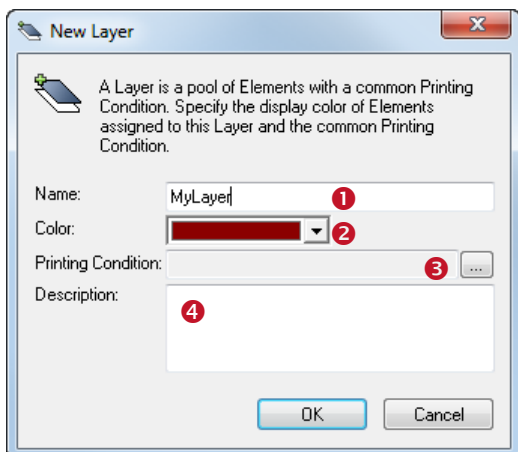 New Layer
A Layer is a pool of Elements with a common Printing
Condition. Specify the display color of Elements
assigned to this Layer and the common Printing
Condition.
Name: MyLayer 1
Color: 2
Printing Condition: 3 ...
Description: 4
OK Cancel